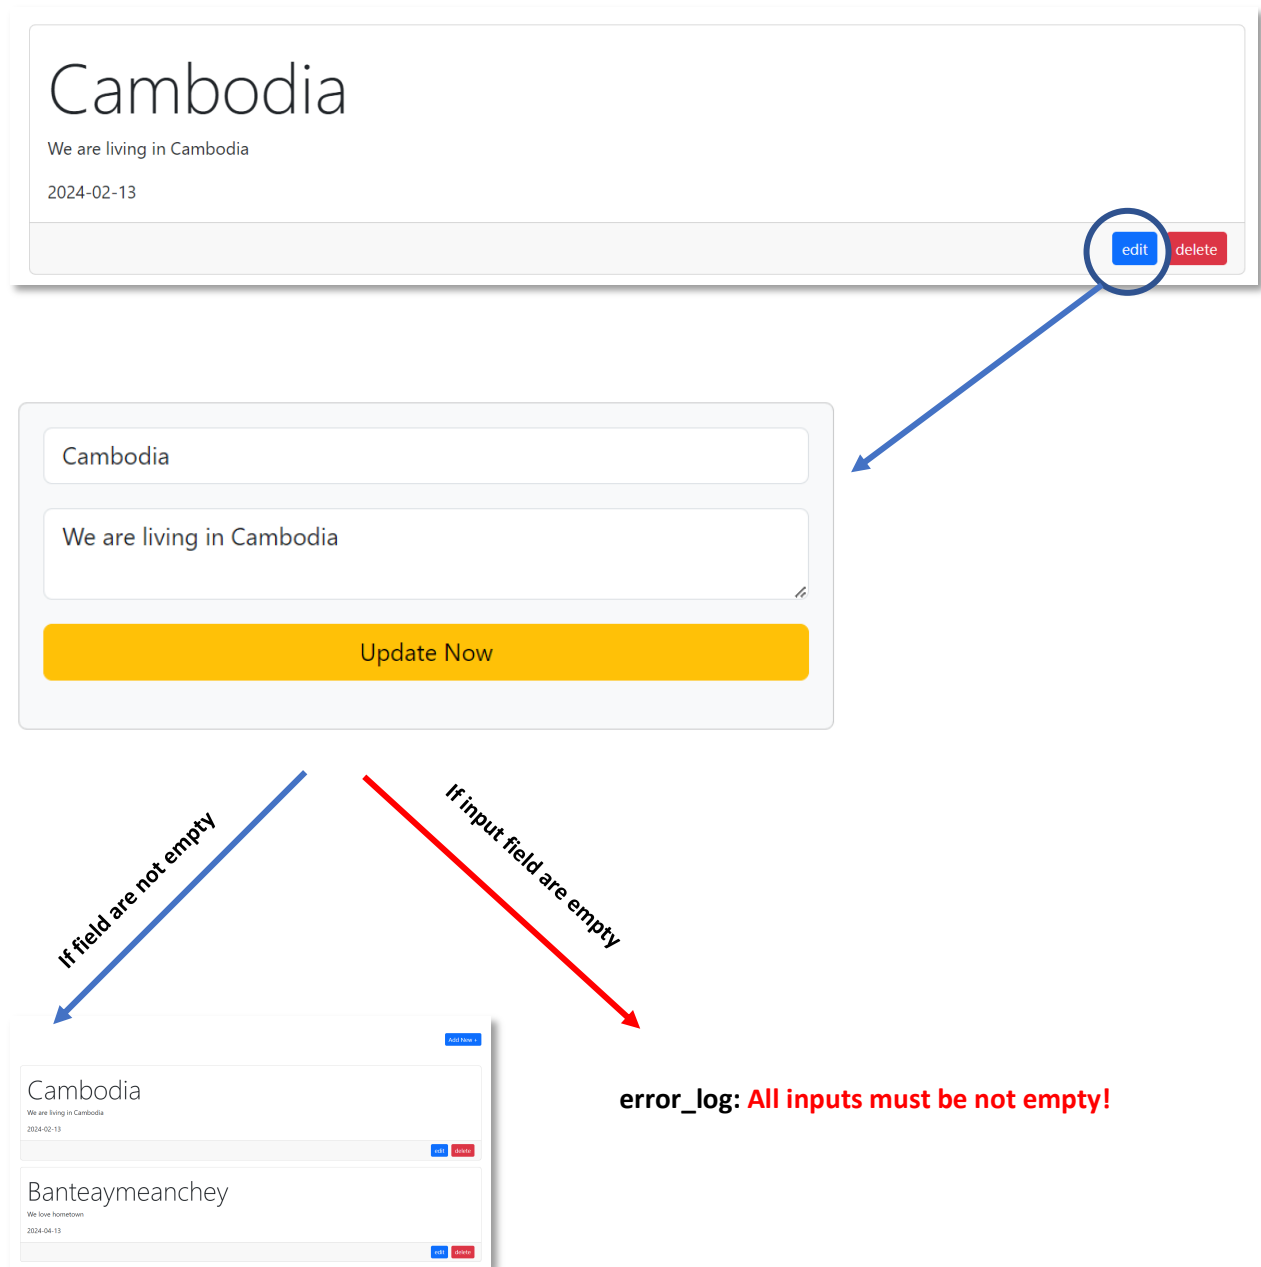 Cambodia
We are living in Cambodia
2024-02-13
edit delete
Cambodia
We are living in Cambodia
Update Now
If field are not empty
If input field are empty
Add New +
Cambodia
We are living in Cambodia
2024-02-13
edit delete
error_log: All inputs must be not empty!
Banteaymeanchey
We love hometown
2024-04-13
edit delete